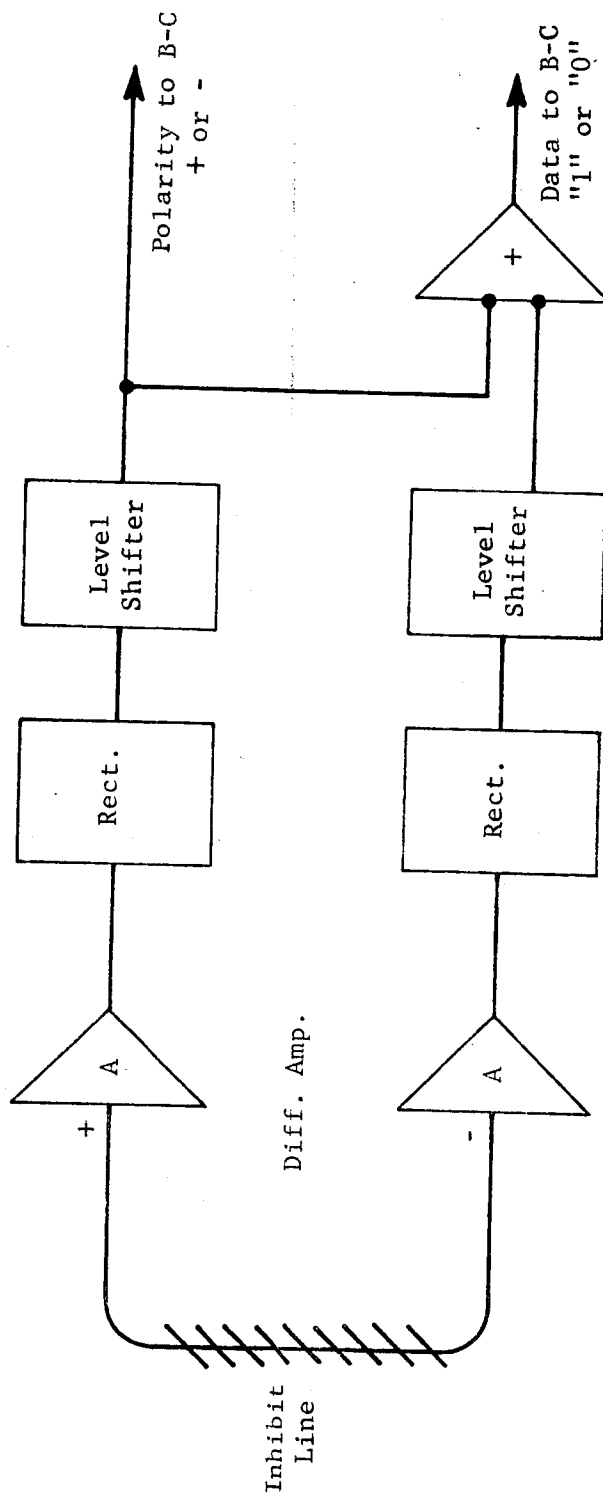 Inhibit
Line
+
A
Rect.
Level
Shifter
Polarity to B-C
+ or -
Diff. Amp.
-
A
Rect.
Level
Shifter
+
Data to B-C
"1" or "0"